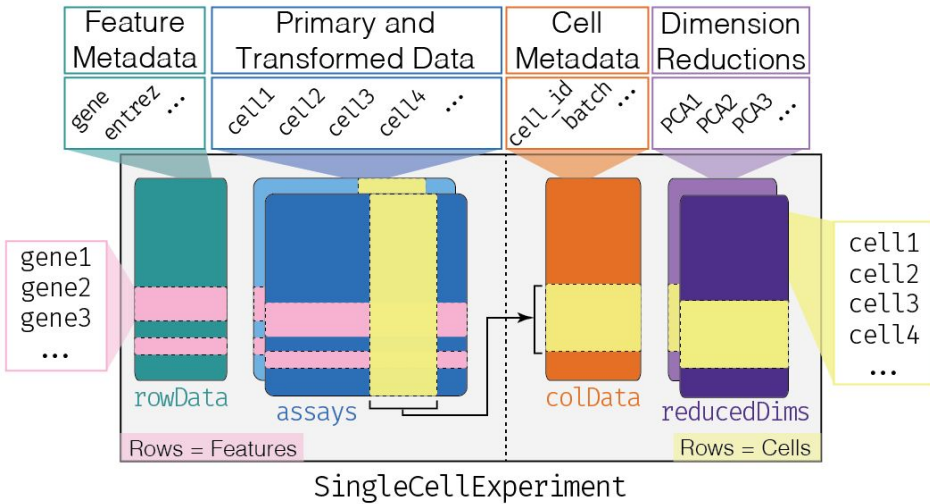 Feature
Metadata
Primary and
Transformed Data
Cell
Metadata
Dimension
Reductions
gene
entrez
...
cell1
cell2
cell3
cell4
...
cell_id
batch
...
PCA1
PCA2
PCA3
...
gene1
gene2
gene3
...
cell1
cell2
cell3
cell4
...
rowData
assays
colData
reducedDims
Rows = Features
Rows = Cells
SingleCellExperiment